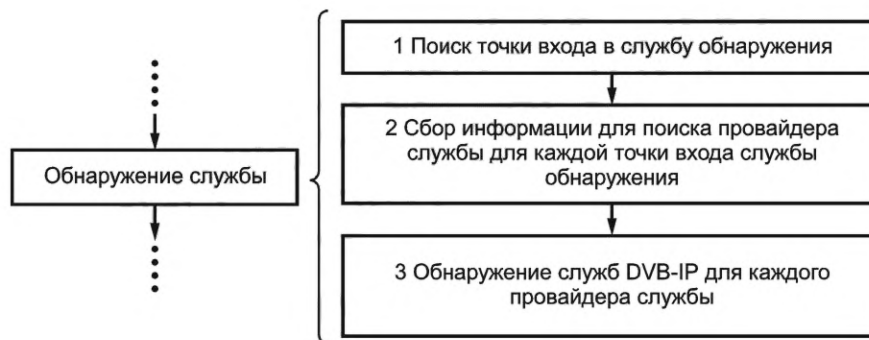 Обнаружение службы
1 Поиск точки входа в службу обнаружения
2 Сбор информации для поиска провайдера
службы для каждой точки входа службы
обнаружения
3 Обнаружение служб DVB-IP для каждого
провайдера службы